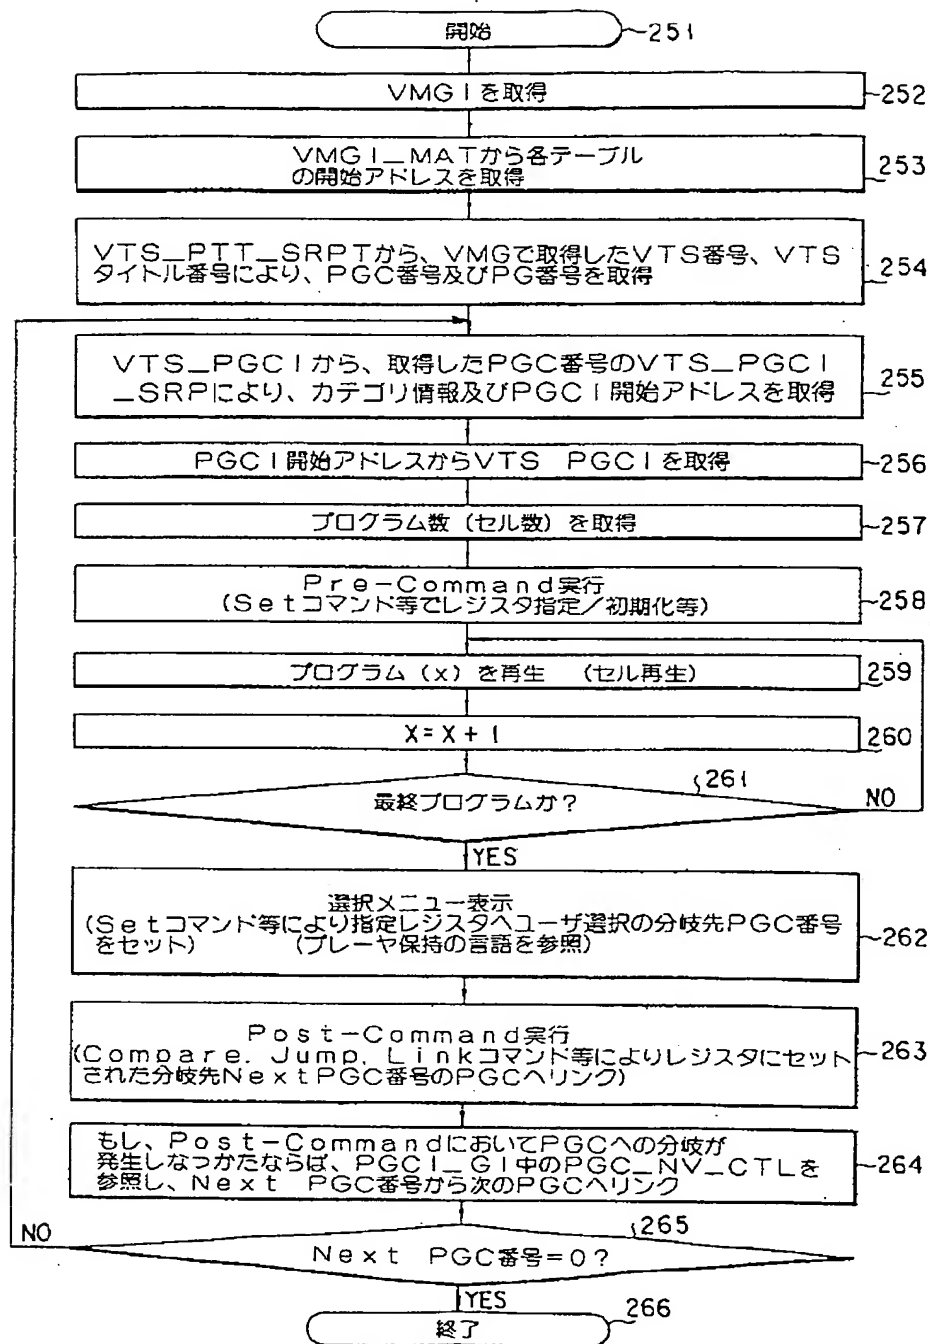 開始 251
VMGIを取得 252
VMGI_MATから各テーブル
の開始アドレスを取得 253
VTS_PTT_SRPTから、VMGで取得したVTS番号、VTS
タイトル番号により、PGC番号及びPG番号を取得 254
VTS_PGCIから、取得したPGC番号のVTS_PGCI
_SRPにより、カテゴリ情報及びPGCI開始アドレスを取得 255
PGCI開始アドレスからVTS PGCIを取得 256
プログラム数(セル数)を取得 257
Pre-Command実行
(Setコマンド等でレジスタ指定/初期化等) 258
プログラム(x)を再生 (セル再生) 259
X=X+1 260
261
最終プログラムか? NO
YES
選択メニュー表示
(Setコマンド等により指定レジスタへユーザ選択の分岐先PGC番号
をセット) (プレーヤ保持の言語を参照) 262
Post-Command実行
(Compare. Jump. Linkコマンド等によりレジスタにセット
された分岐先NextPGC番号のPGCへリンク) 263
もし、Post-CommandにおいてPGCへの分岐が
発生しなつかたならば、PGCI_GI中のPGC_NV_CTLを
参照し、Next PGC番号から次のPGCへリンク 264
265
NO Next PGC番号=0?
YES
終了 266